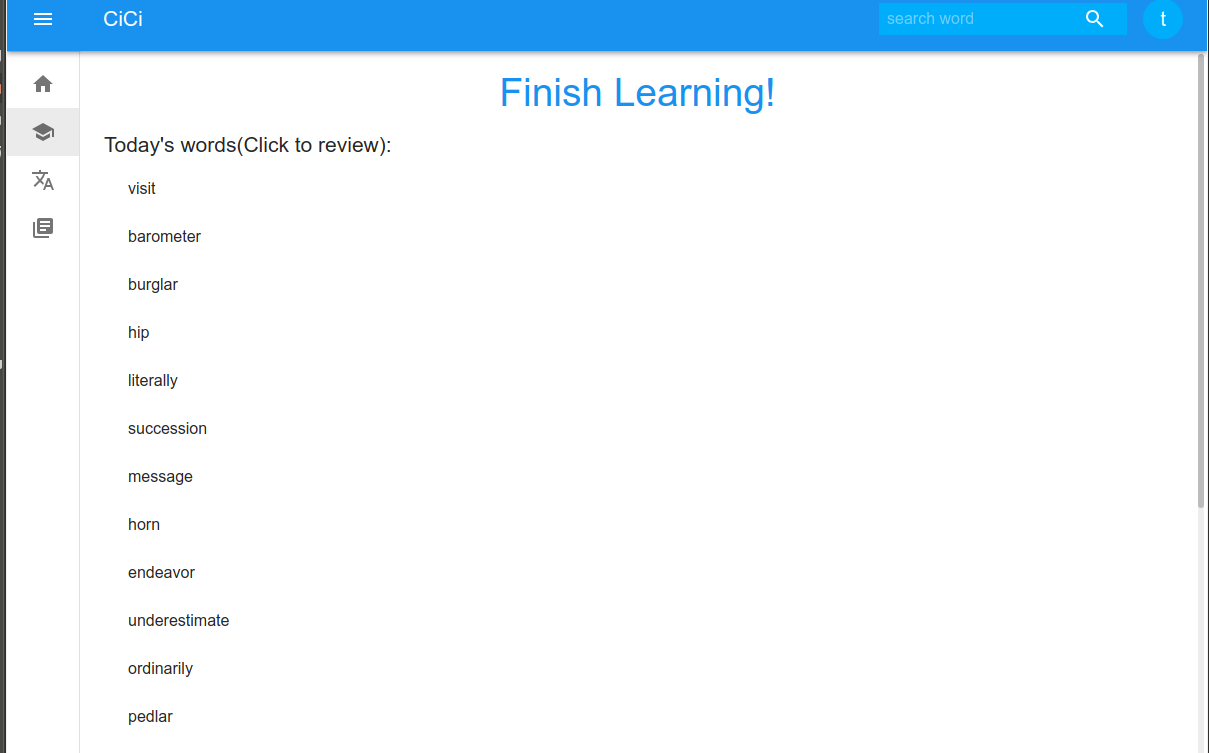 CiCi
search word
t
Finish Learning!
Today's words(Click to review):
visit
barometer
burglar
hip
literally
succession
message
horn
endeavor
underestimate
ordinarily
pedlar